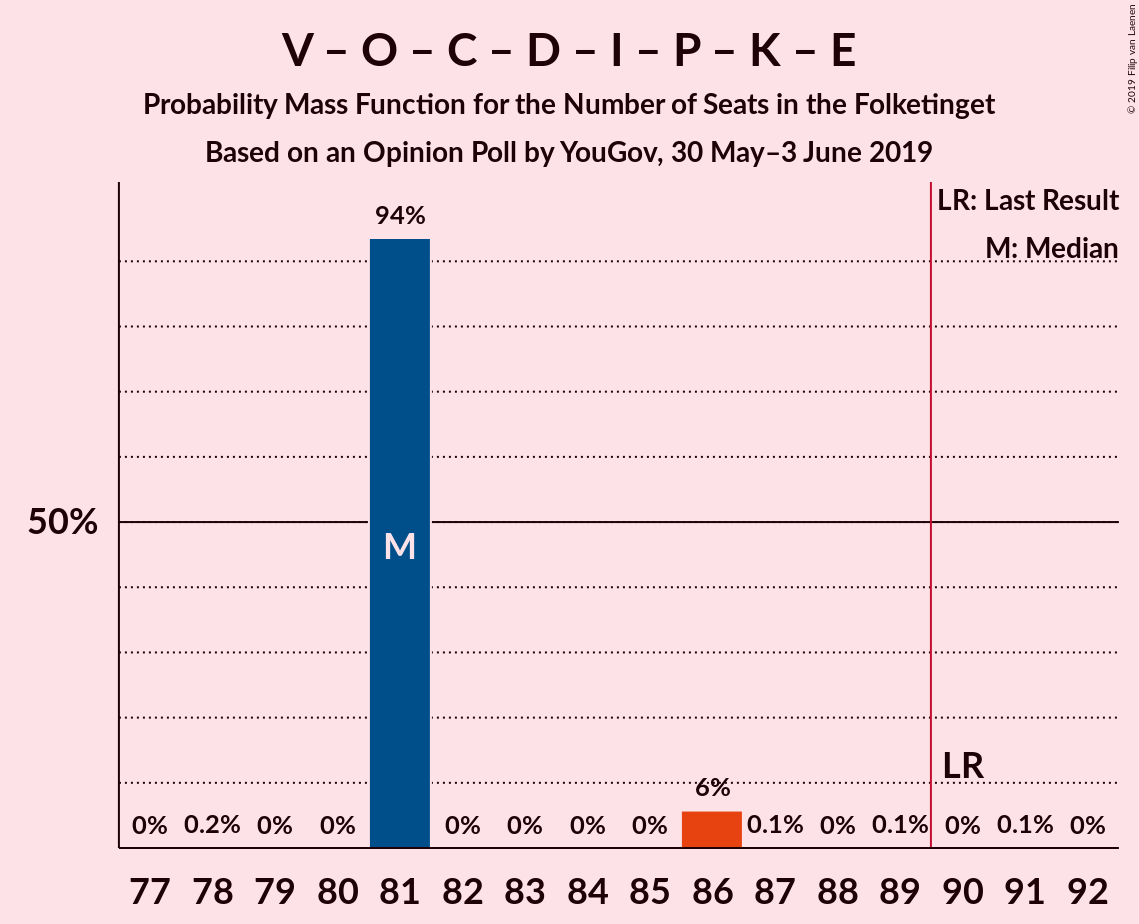 V – O – C – D – I – P – K – E
Probability Mass Function for the Number of Seats in the Folketinget
Based on an Opinion Poll by YouGov, 30 May–3 June 2019
© 2019 Filip van Laenen
LR: Last Result
M: Median
94%
50%
M
LR
6%
0% 0.2% 0% 0% 0% 0% 0% 0% 0.1% 0% 0.1% 0% 0.1% 0%
77 78 79 80 81 82 83 84 85 86 87 88 89 90 91 92